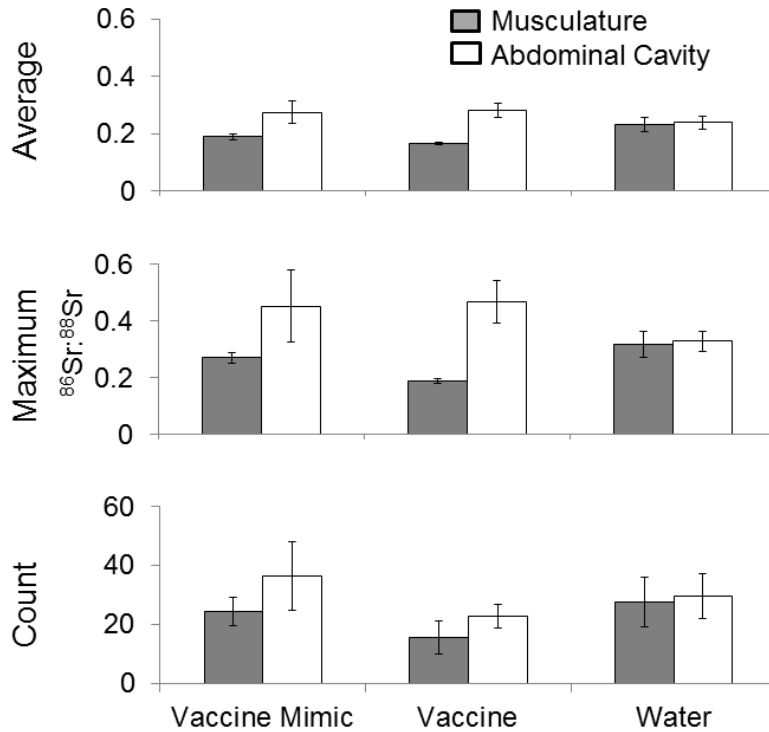 Musculature
Abdominal Cavity
Average
0.6
0.4
0.2
0
Maximum
⁸⁶Sr:⁸⁸Sr
0.6
0.4
0.2
0
Count
60
40
20
0
Vaccine Mimic
Vaccine
Water